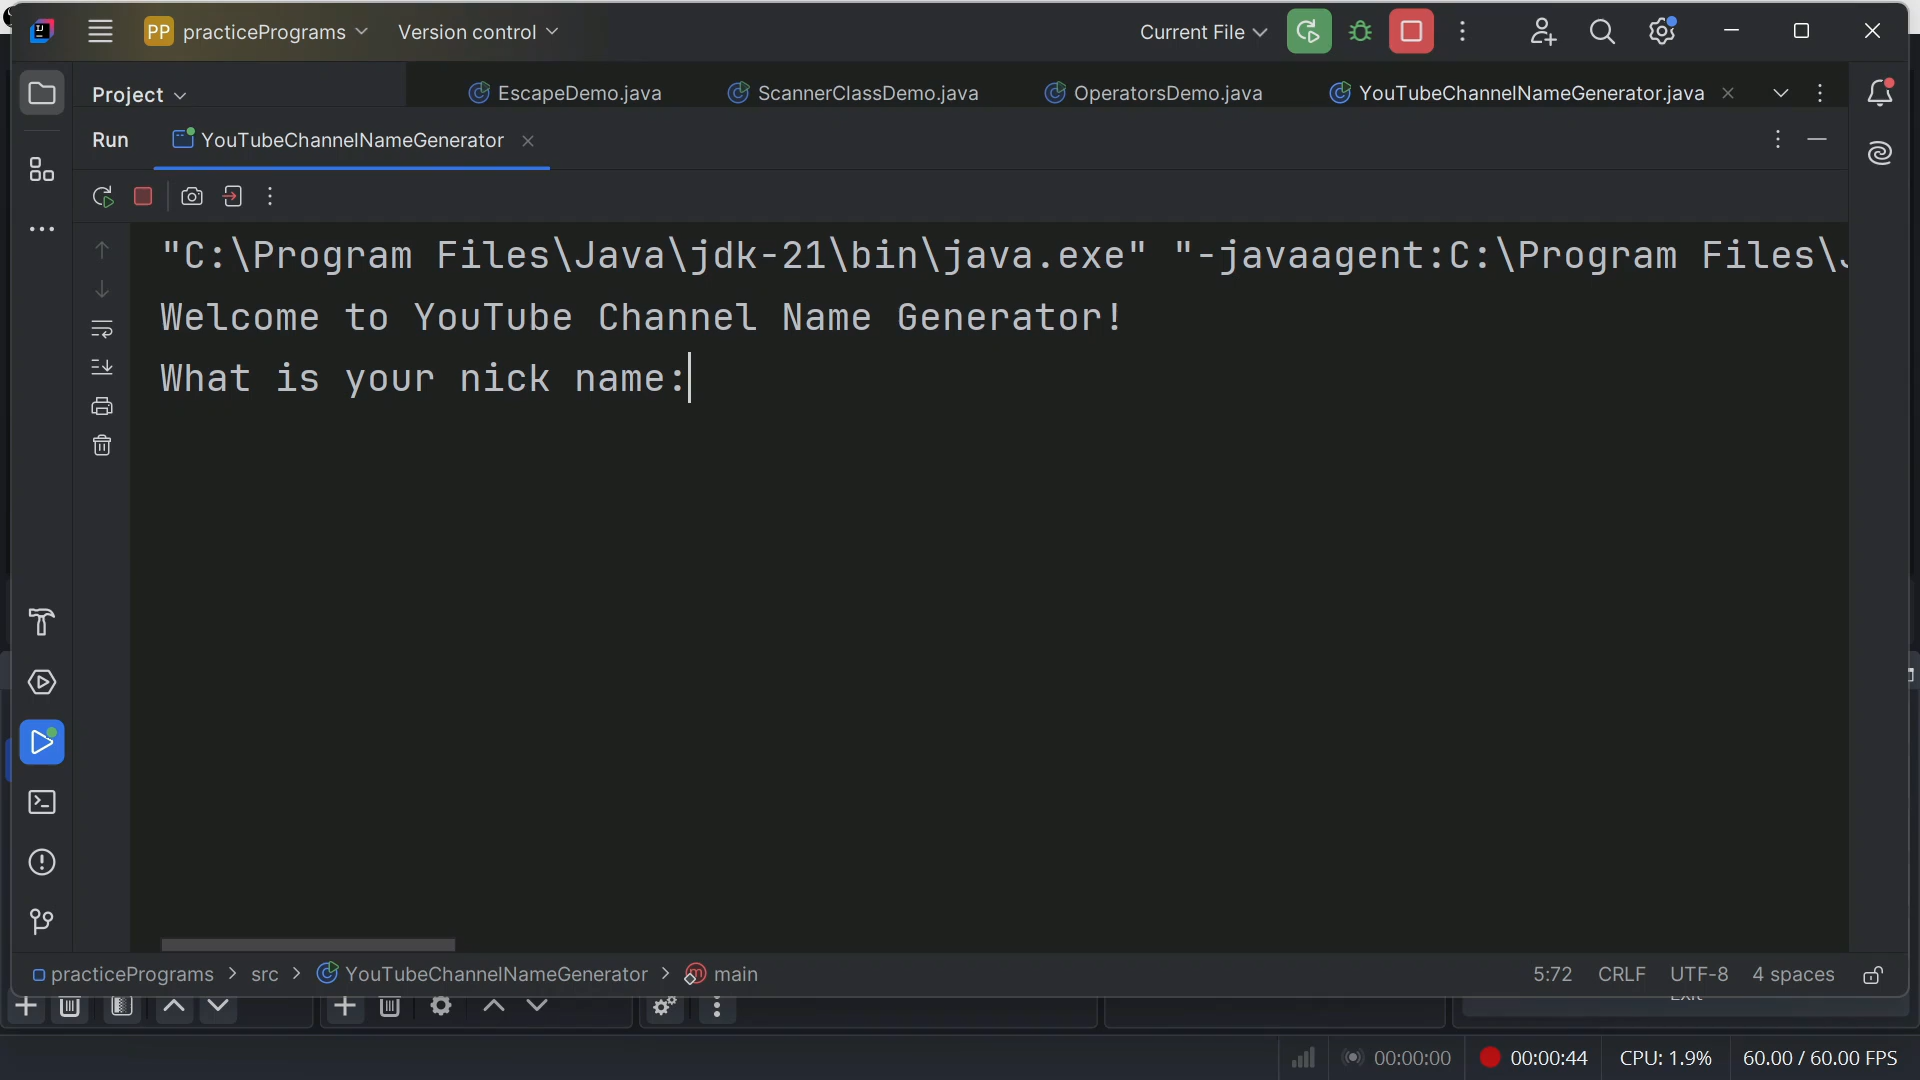 PP practicePrograms Version control Current File
Project EscapeDemo.java ScannerClassDemo.java OperatorsDemo.java YouTubeChannelNameGenerator.java
Run YouTubeChannelNameGenerator
"C:\Program Files\Java\jdk-21\bin\java.exe" "-javaagent:C:\Program Files\J
Welcome to YouTube Channel Name Generator!
What is your nick name:
practicePrograms > src > YouTubeChannelNameGenerator > main 5:72 CRLF UTF-8 4 spaces
Exit
00:00:00 00:00:44 CPU: 1.9% 60.00 / 60.00 FPS